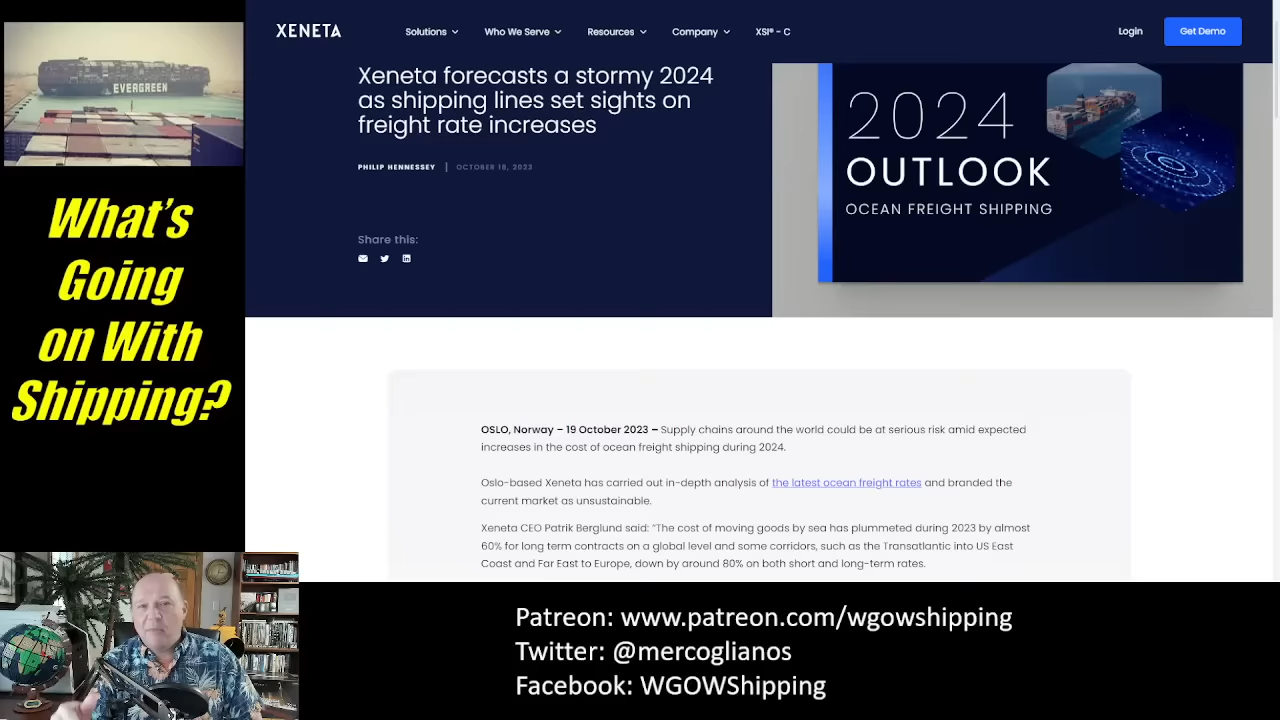 XENETA
Solutions
Who We Serve
Resources
Company
XSI® - C
Login
Get Demo
EVERGREEN
What's
Going
on With
Shipping?
Xeneta forecasts a stormy 2024
as shipping lines set sights on
freight rate increases
PHILIP HENNESSEY | OCTOBER 18, 2023
Share this:
2024
OUTLOOK
OCEAN FREIGHT SHIPPING
OSLO, Norway – 19 October 2023 – Supply chains around the world could be at serious risk amid expected
increases in the cost of ocean freight shipping during 2024.
Oslo-based Xeneta has carried out in-depth analysis of the latest ocean freight rates and branded the
current market as unsustainable.
Xeneta CEO Patrik Berglund said: “The cost of moving goods by sea has plummeted during 2023 by almost
60% for long term contracts on a global level and some corridors, such as the Transatlantic into US East
Coast and Far East to Europe, down by around 80% on both short and long-term rates.
Patreon: www.patreon.com/wgowshipping
Twitter: @mercoglianos
Facebook: WGOWShipping